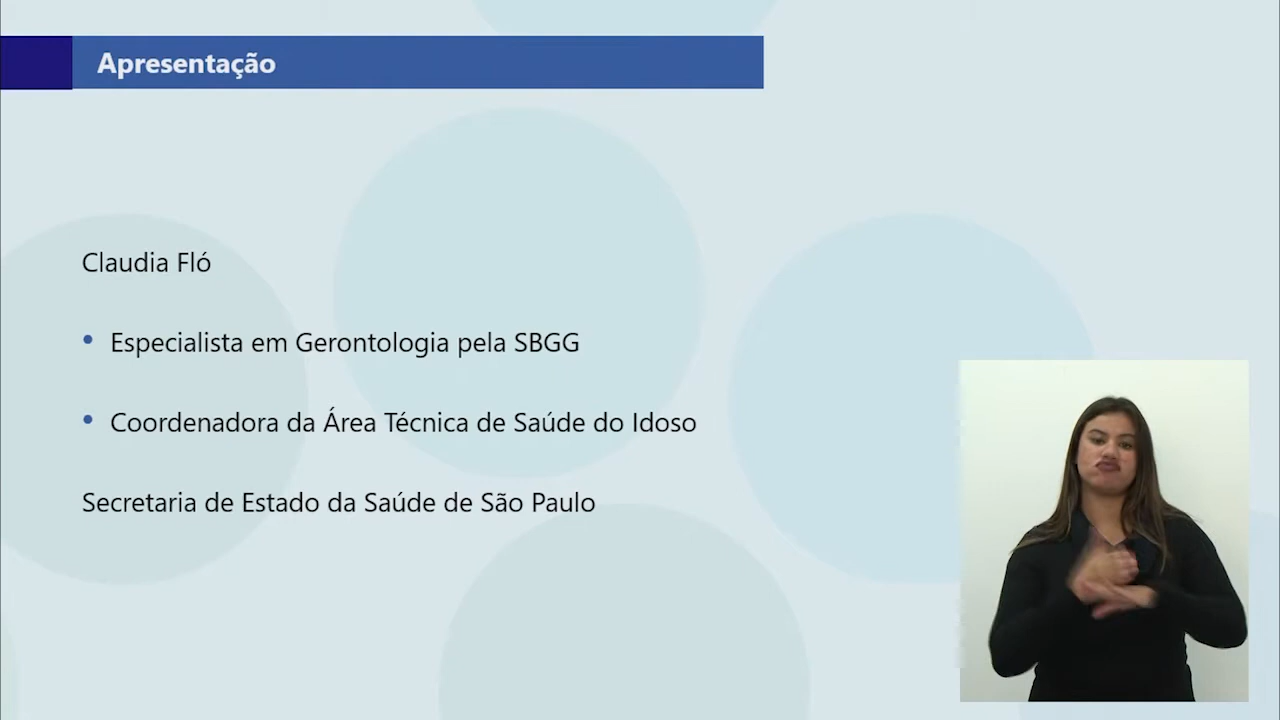 Apresentação
Claudia Fló
• Especialista em Gerontologia pela SBGG
• Coordenadora da Área Técnica de Saúde do Idoso
Secretaria de Estado da Saúde de São Paulo